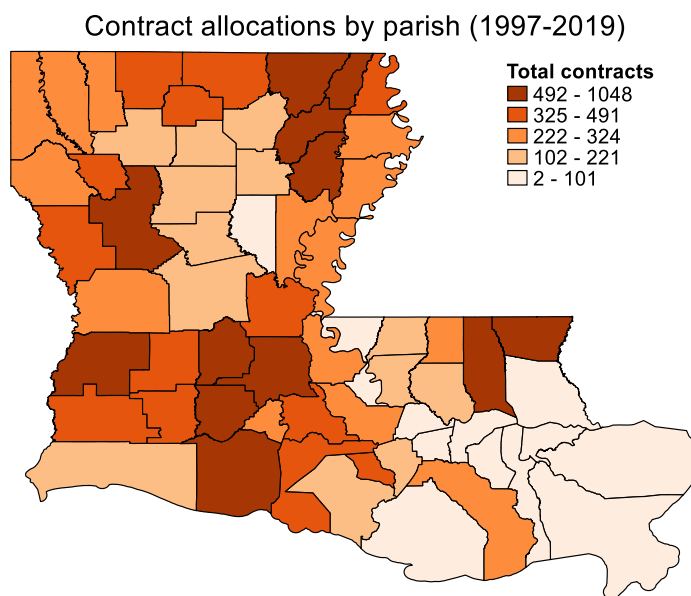 Contract allocations by parish (1997-2019)
Total contracts
492 - 1048
325 - 491
222 - 324
102 - 221
2 - 101